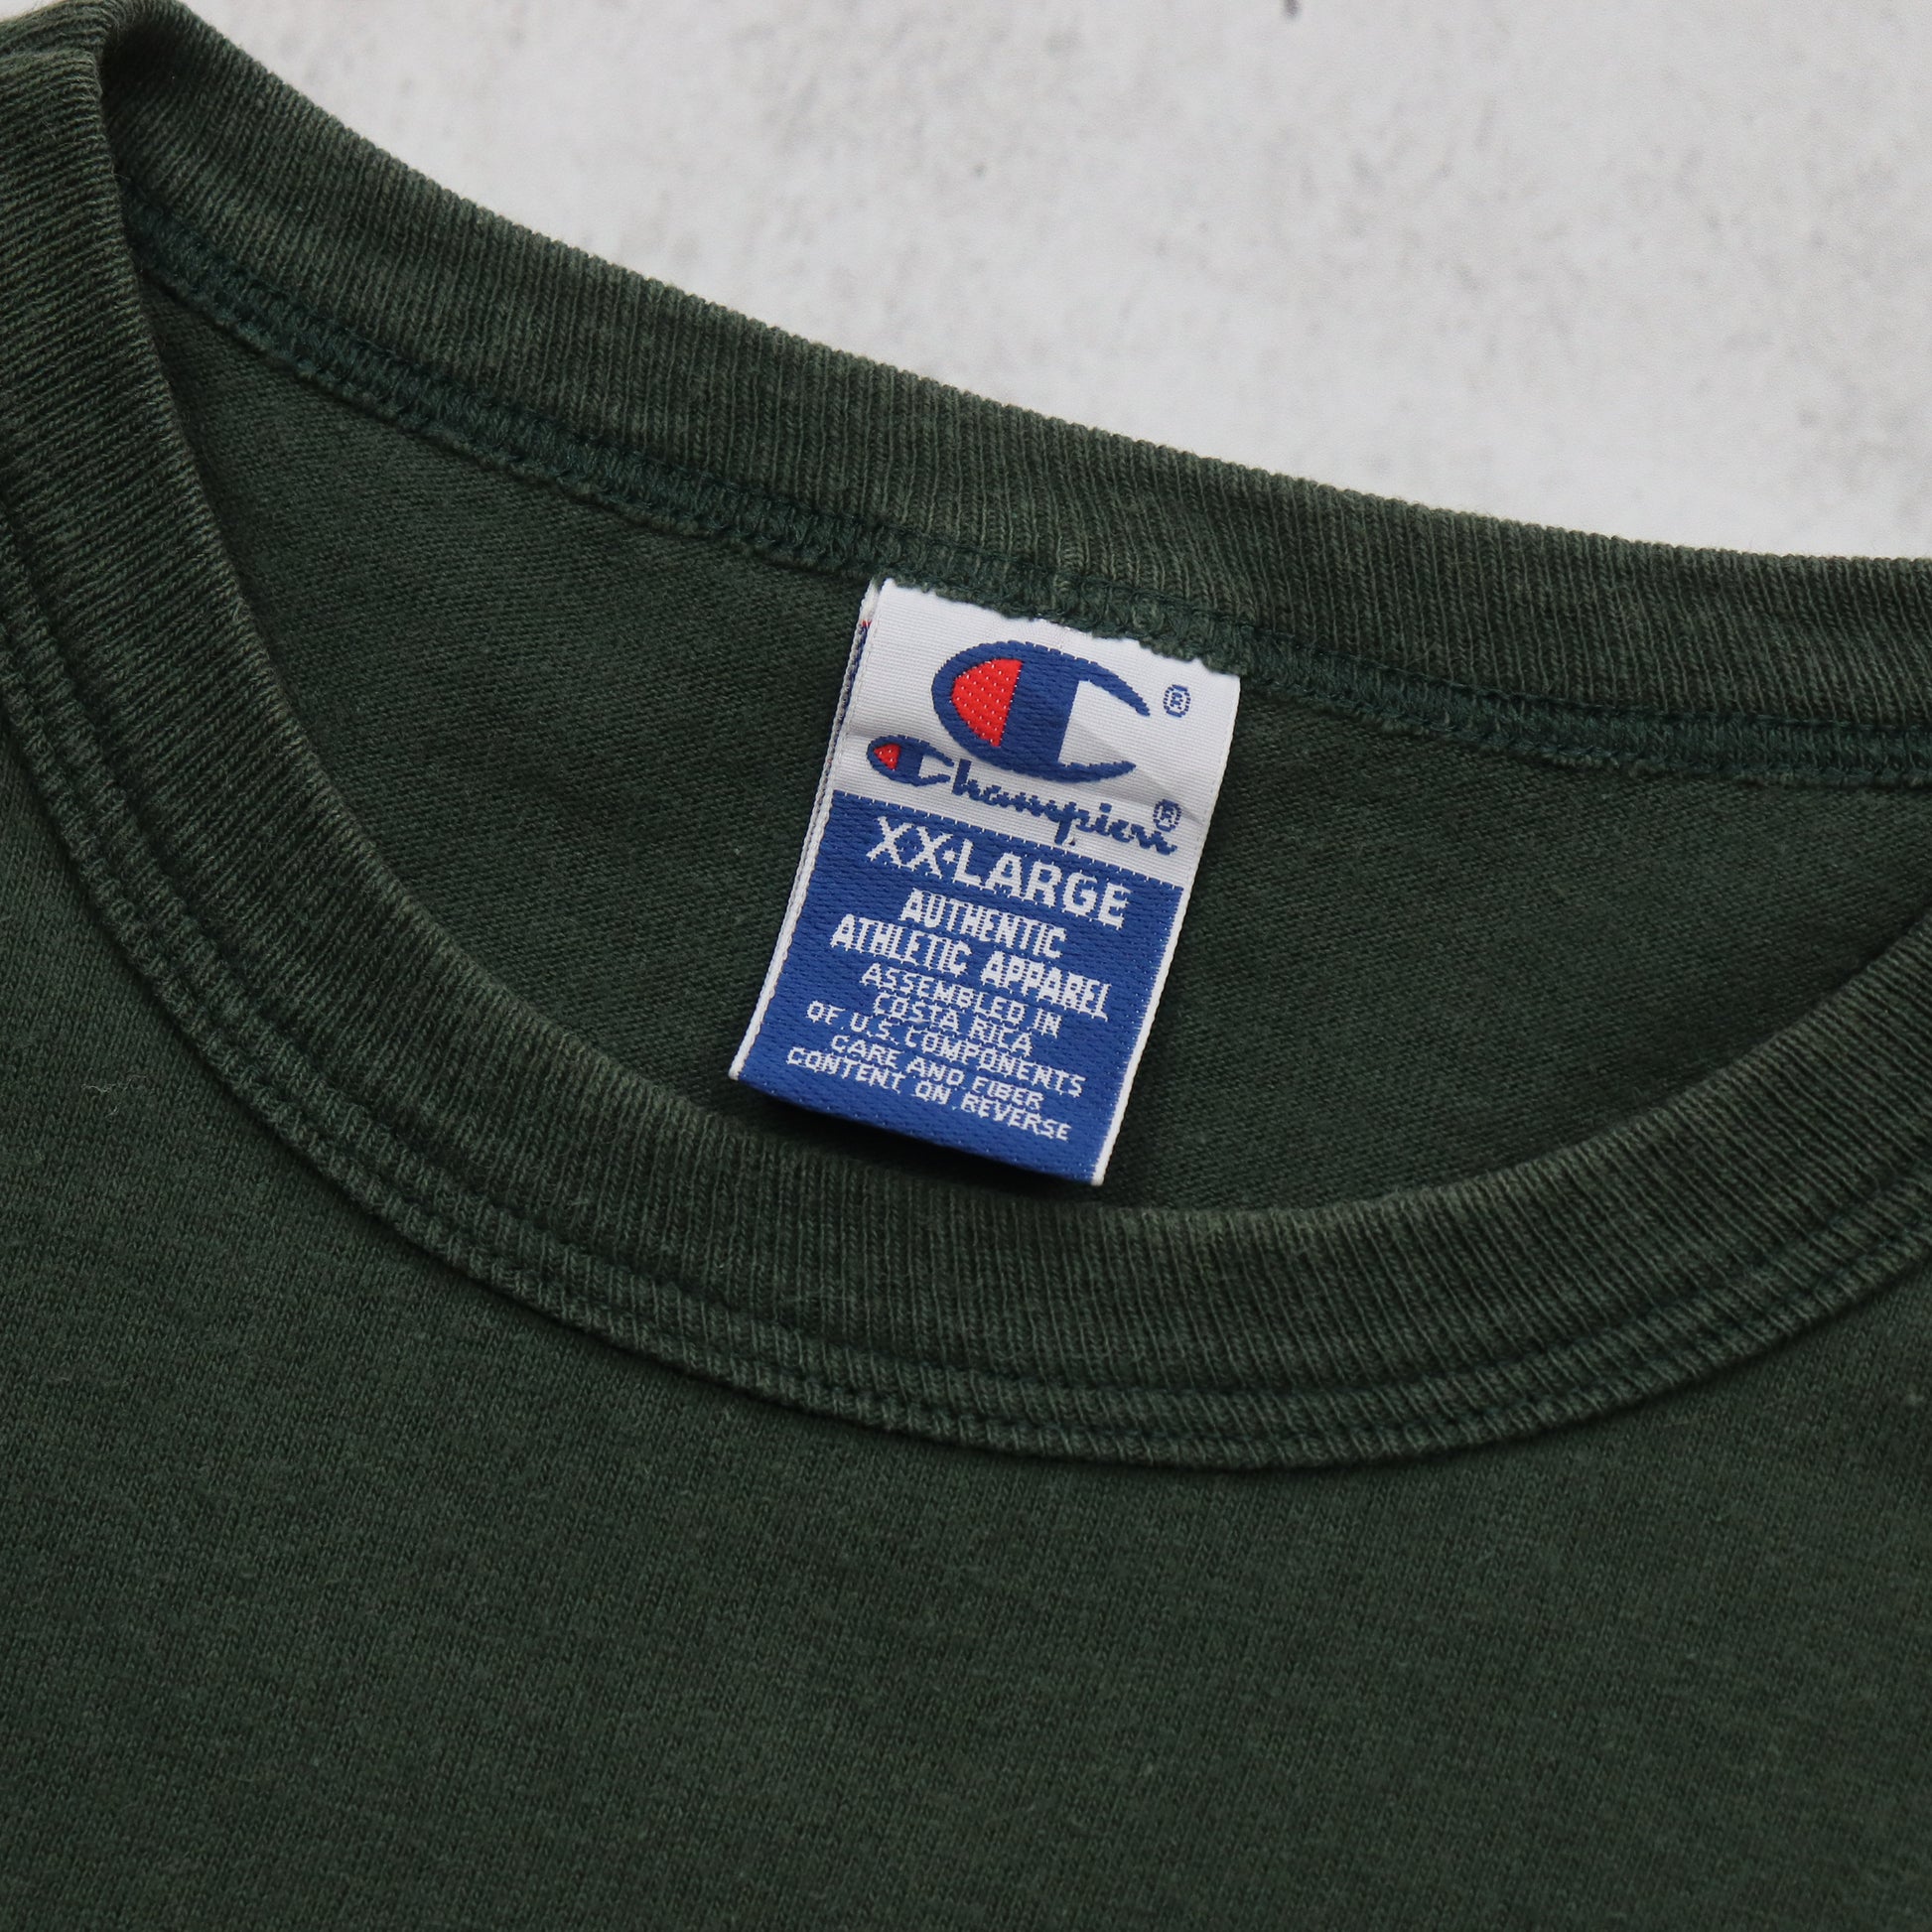 C®
Champion®
XX•LARGE
AUTHENTIC
ATHLETIC APPAREL
ASSEMBLED IN
COSTA RICA
OF U.S. COMPONENTS
CARE AND FIBER
CONTENT ON REVERSE